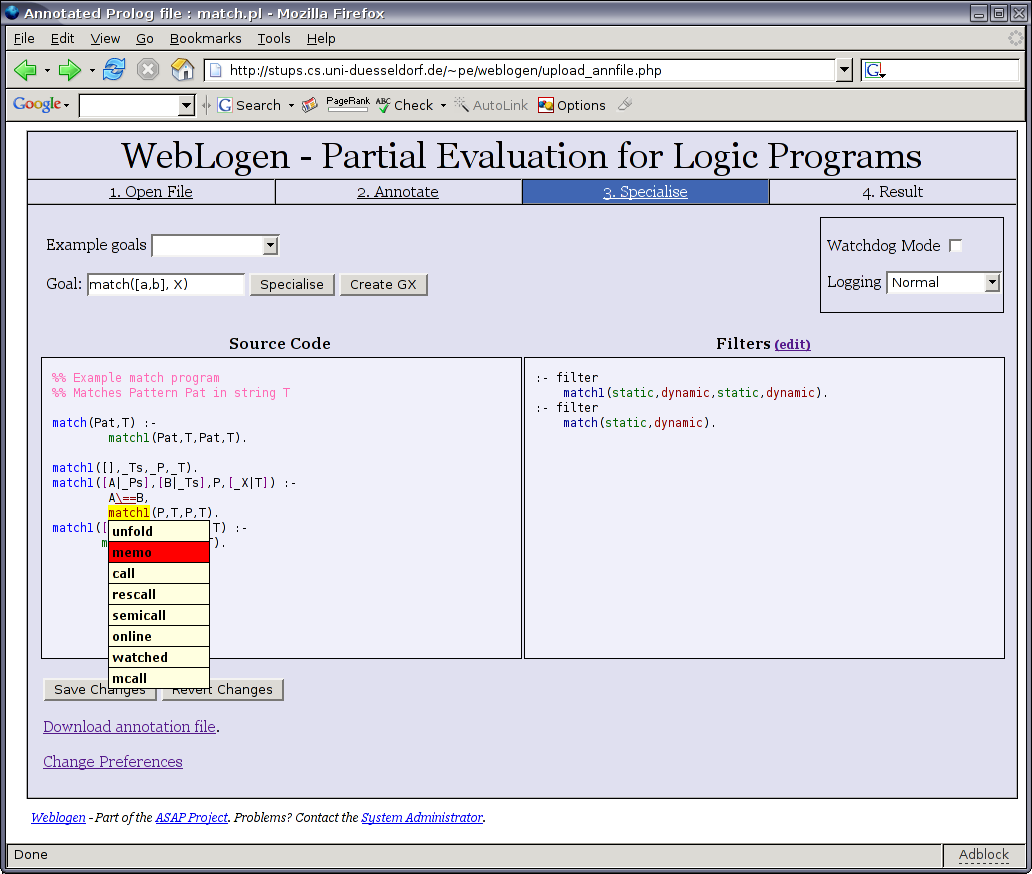 Annotated Prolog file : match.pl - Mozilla Firefox
File Edit View Go Bookmarks Tools Help
http://stups.cs.uni-duesseldorf.de/~pe/weblogen/upload_annfile.php
G
Google G Search PageRank ABC Check AutoLink Options
WebLogen - Partial Evaluation for Logic Programs
1. Open File 2. Annotate 3. Specialise 4. Result
Example goals
Watchdog Mode
Goal: match([a,b], X) Specialise Create GX
Logging Normal
Source Code
Filters (edit)
%% Example match program
%% Matches Pattern Pat in string T
match(Pat,T) :-
match1(Pat,T,Pat,T).
match1([],_Ts,_P,_T).
match1([A|_Ps],[B|_Ts],P,[_X|T]) :-
A\==B,
match1(P,T,P,T).
match1([ T) :-
m T).
unfold
memo
call
rescall
semicall
online
watched
mcall
:- filter
match1(static,dynamic,static,dynamic).
:- filter
match(static,dynamic).
Save Changes Revert Changes
Download annotation file.
Change Preferences
Weblogen - Part of the ASAP Project. Problems? Contact the System Administrator.
Done Adblock